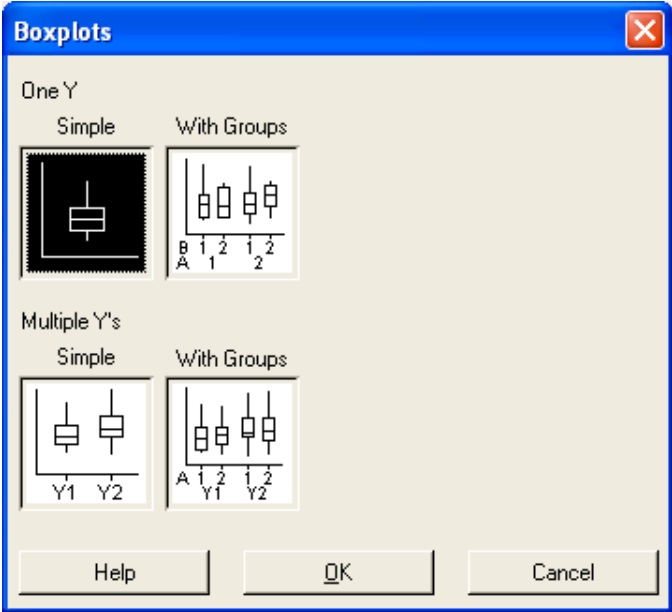 Boxplots
One Y
Simple With Groups
B 1 2 1 2
A 1 2
Multiple Y's
Simple With Groups
Y1 Y2
A 1 2 1 2
Y1 Y2
Help OK Cancel